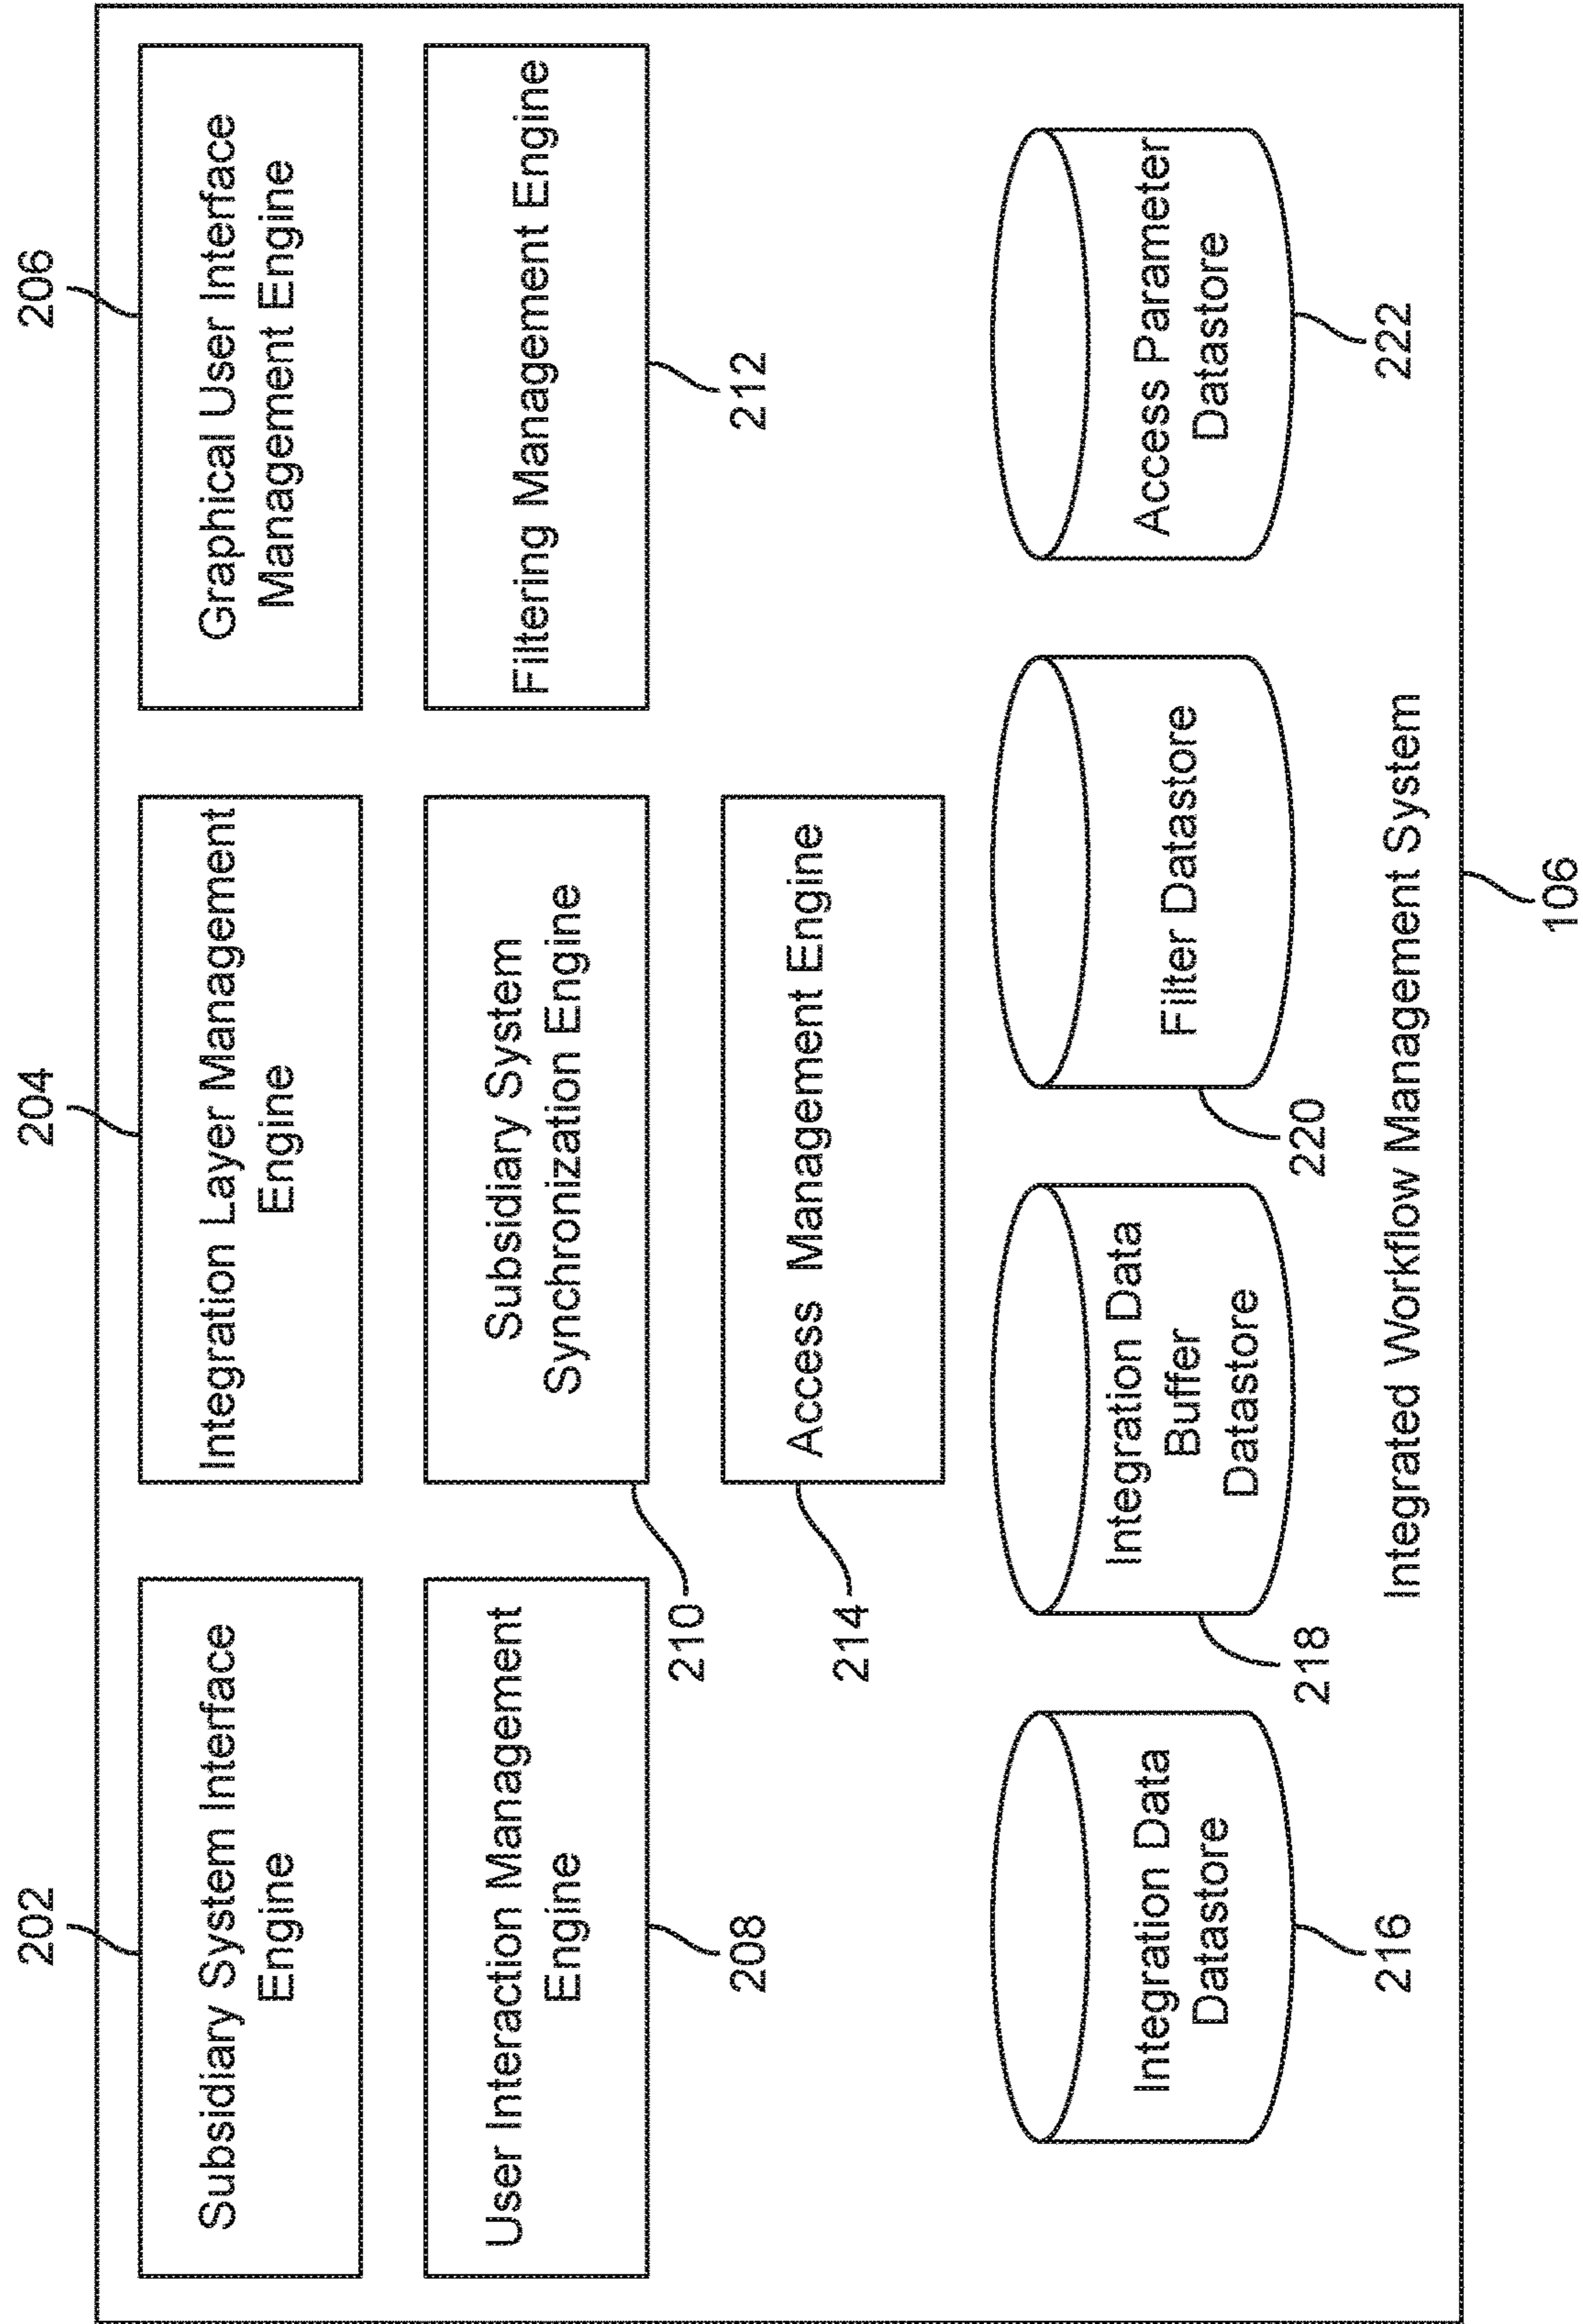 202
204
206
Subsidiary System Interface
Engine
Integration Layer Management
Engine
Graphical User Interface
Management Engine
User Interaction Management
Engine
Subsidiary System
Synchronization Engine
Filtering Management Engine
208
210
212
Access Management Engine
214
Integration Data
Datastore
Integration Data
Buffer
Datastore
Filter Datastore
Access Parameter
Datastore
216
218
220
222
Integrated Workflow Management System
106